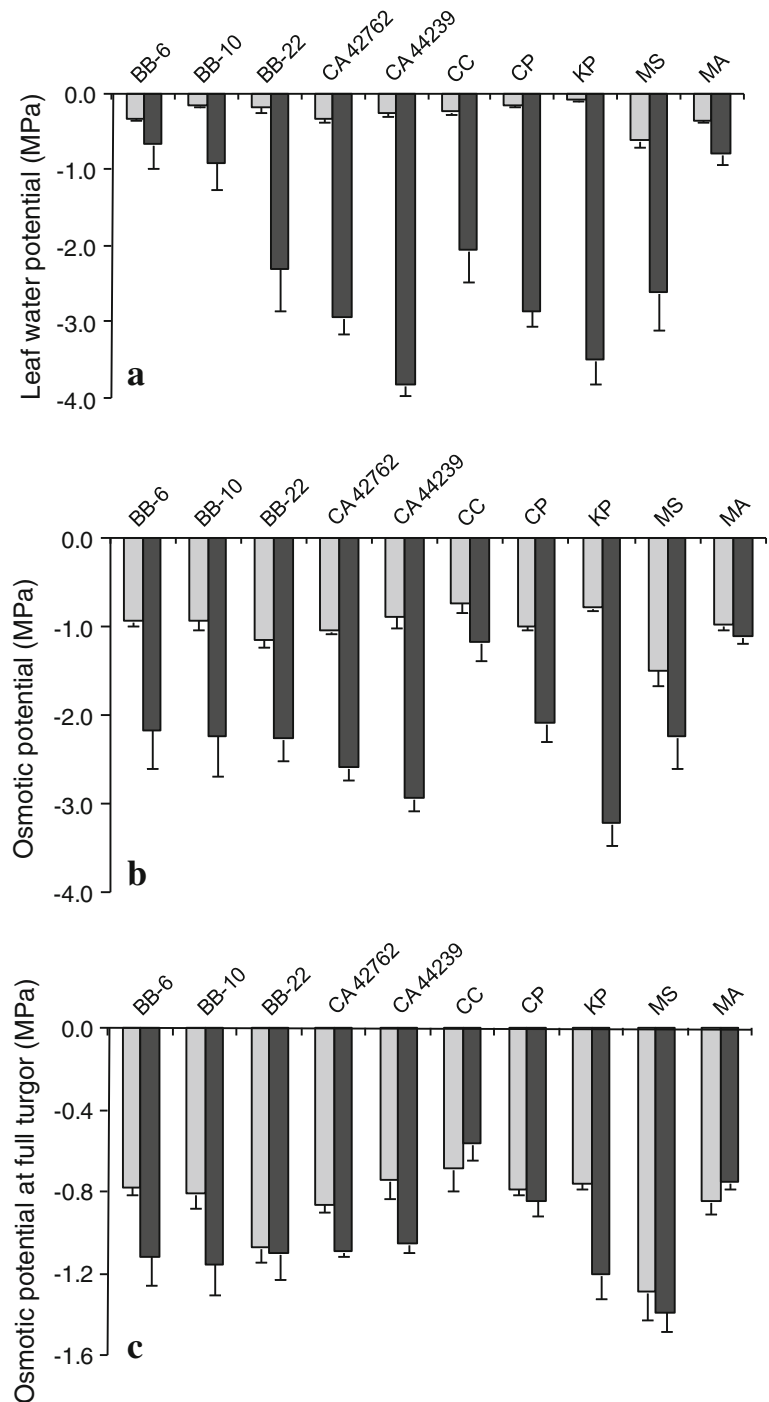 BB-6 BB-10 BB-22 CA 42762 CA 44239 CC CP KP MS MA
Leaf water potential (MPa)
0.0
-1.0
-2.0
-3.0
-4.0
a
BB-6 BB-10 BB-22 CA 42762 CA 44239 CC CP KP MS MA
Osmotic potential (MPa)
0.0
-1.0
-2.0
-3.0
-4.0
b
BB-6 BB-10 BB-22 CA 42762 CA 44239 CC CP KP MS MA
Osmotic potential at full turgor (MPa)
0.0
-0.4
-0.8
-1.2
-1.6
c